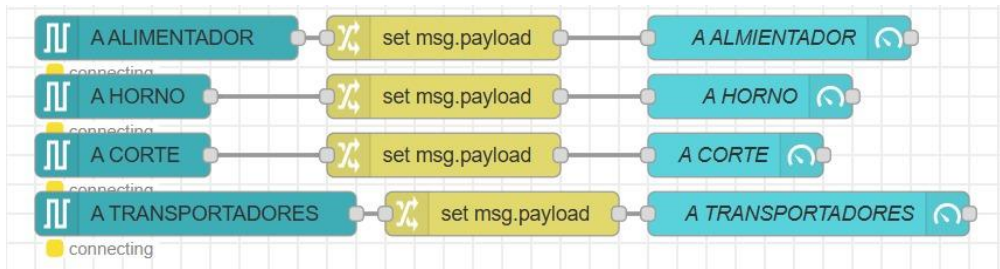 A ALIMENTADOR set msg.payload A ALMIENTADOR
connecting
A HORNO set msg.payload A HORNO
connecting
A CORTE set msg.payload A CORTE
connecting
A TRANSPORTADORES set msg.payload A TRANSPORTADORES
connecting